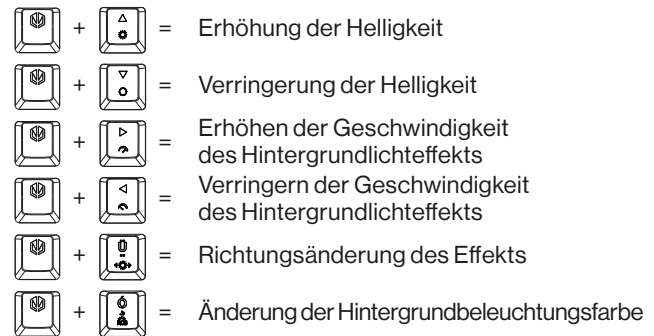 + = Erhöhung der Helligkeit
+ = Verringerung der Helligkeit
+ = Erhöhen der Geschwindigkeit
des Hintergrundlichteffekts
+ = Verringern der Geschwindigkeit
des Hintergrundlichteffekts
+ = Richtungsänderung des Effekts
+ = Änderung der Hintergrundbeleuchtungsfarbe